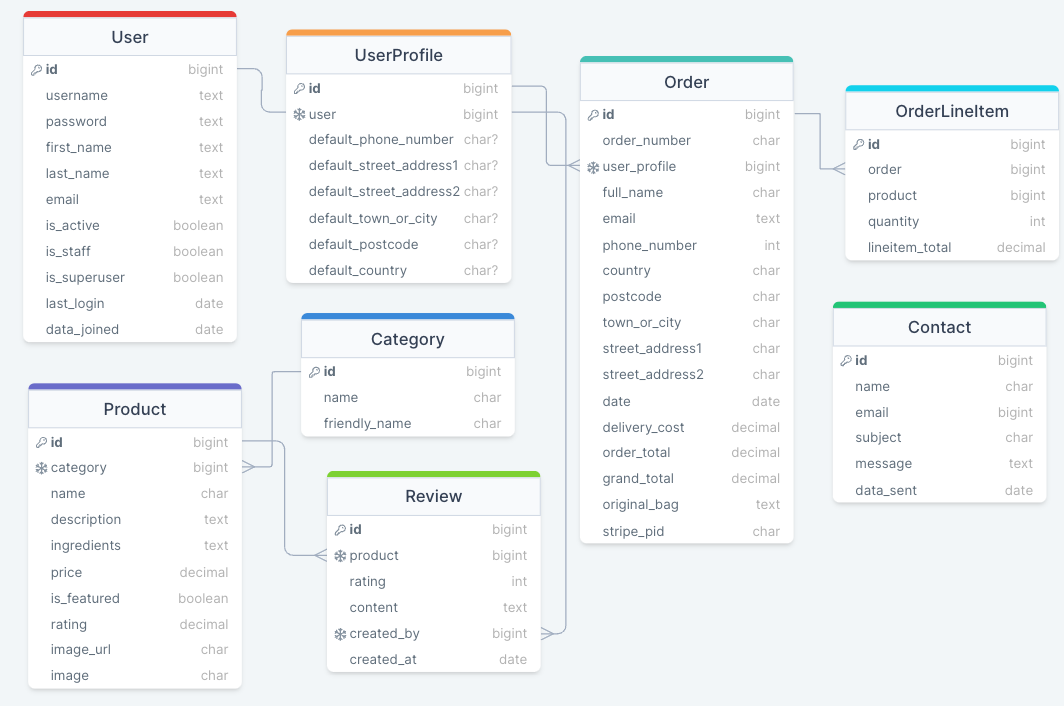 User
id bigint
username text
password text
first_name text
last_name text
email text
is_active boolean
is_staff boolean
is_superuser boolean
last_login date
data_joined date
UserProfile
id bigint
user bigint
default_phone_number char?
default_street_address1 char?
default_street_address2 char?
default_town_or_city char?
default_postcode char?
default_country char?
Order
id bigint
order_number char
user_profile bigint
full_name char
email text
phone_number int
country char
postcode char
town_or_city char
street_address1 char
street_address2 char
date date
delivery_cost decimal
order_total decimal
grand_total decimal
original_bag text
stripe_pid char
OrderLineItem
id bigint
order bigint
product bigint
quantity int
lineitem_total decimal
Category
id bigint
name char
friendly_name char
Contact
id bigint
name char
email bigint
subject char
message text
data_sent date
Product
id bigint
category bigint
name char
description text
ingredients text
price decimal
is_featured boolean
rating decimal
image_url char
image char
Review
id bigint
product bigint
rating int
content text
created_by bigint
created_at date